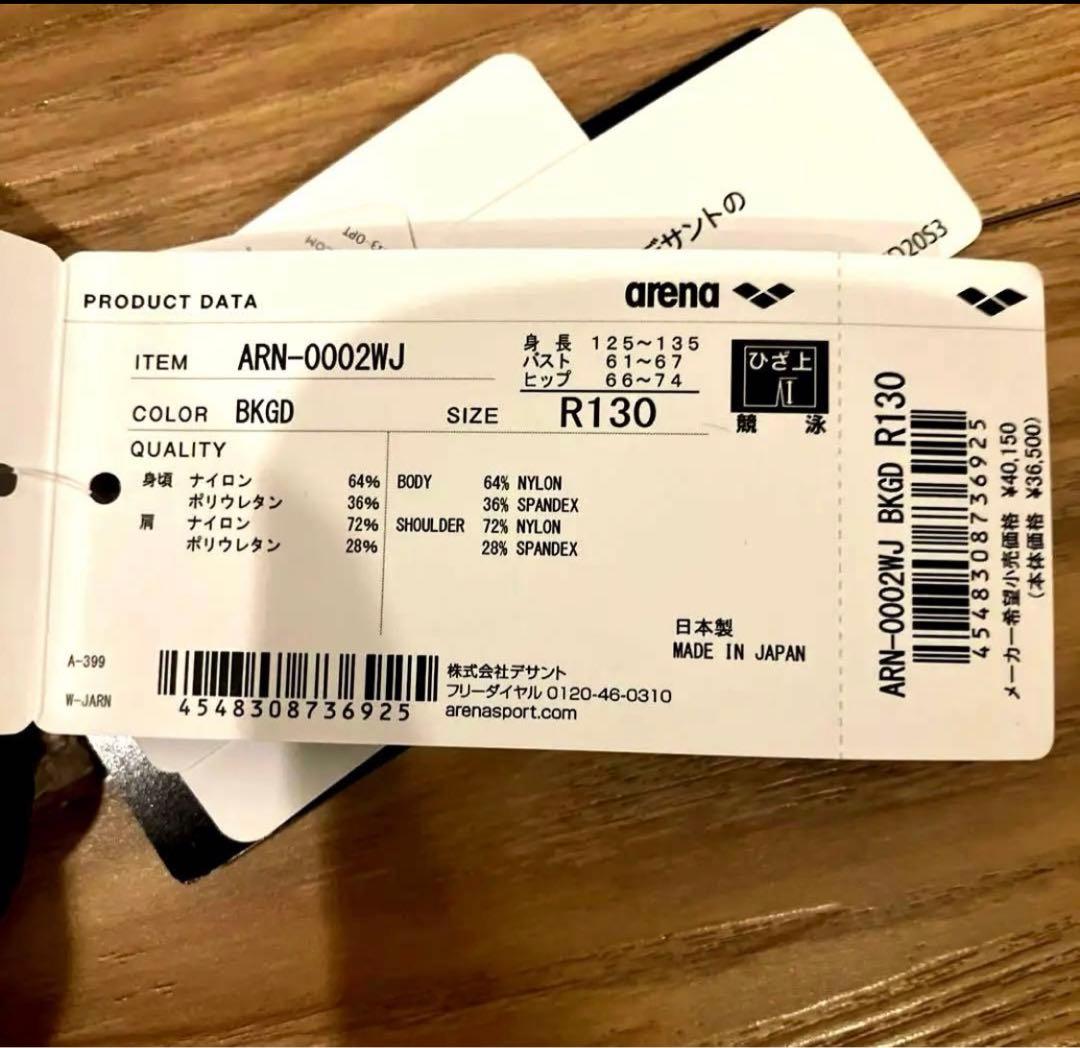 デサントの
D20S3
PRODUCT DATA
arena
ITEM ARN-0002WJ
身長 125~135
バスト 61~67
ヒップ 66~74
ひざ上
競泳
COLOR BKGD
SIZE R130
QUALITY
身頃 ナイロン 64%
ポリウレタン 36%
肩 ナイロン 72%
ポリウレタン 28%
BODY 64% NYLON
36% SPANDEX
SHOULDER 72% NYLON
28% SPANDEX
日本製
MADE IN JAPAN
A-399
W-JARN
4548308736925
株式会社デサント
フリーダイヤル 0120-46-0310
arenasport.com
ARN-0002WJ BKGD R130
4548308736925
メーカー希望小売価格 ¥40,150
(本体価格 ¥36,500)